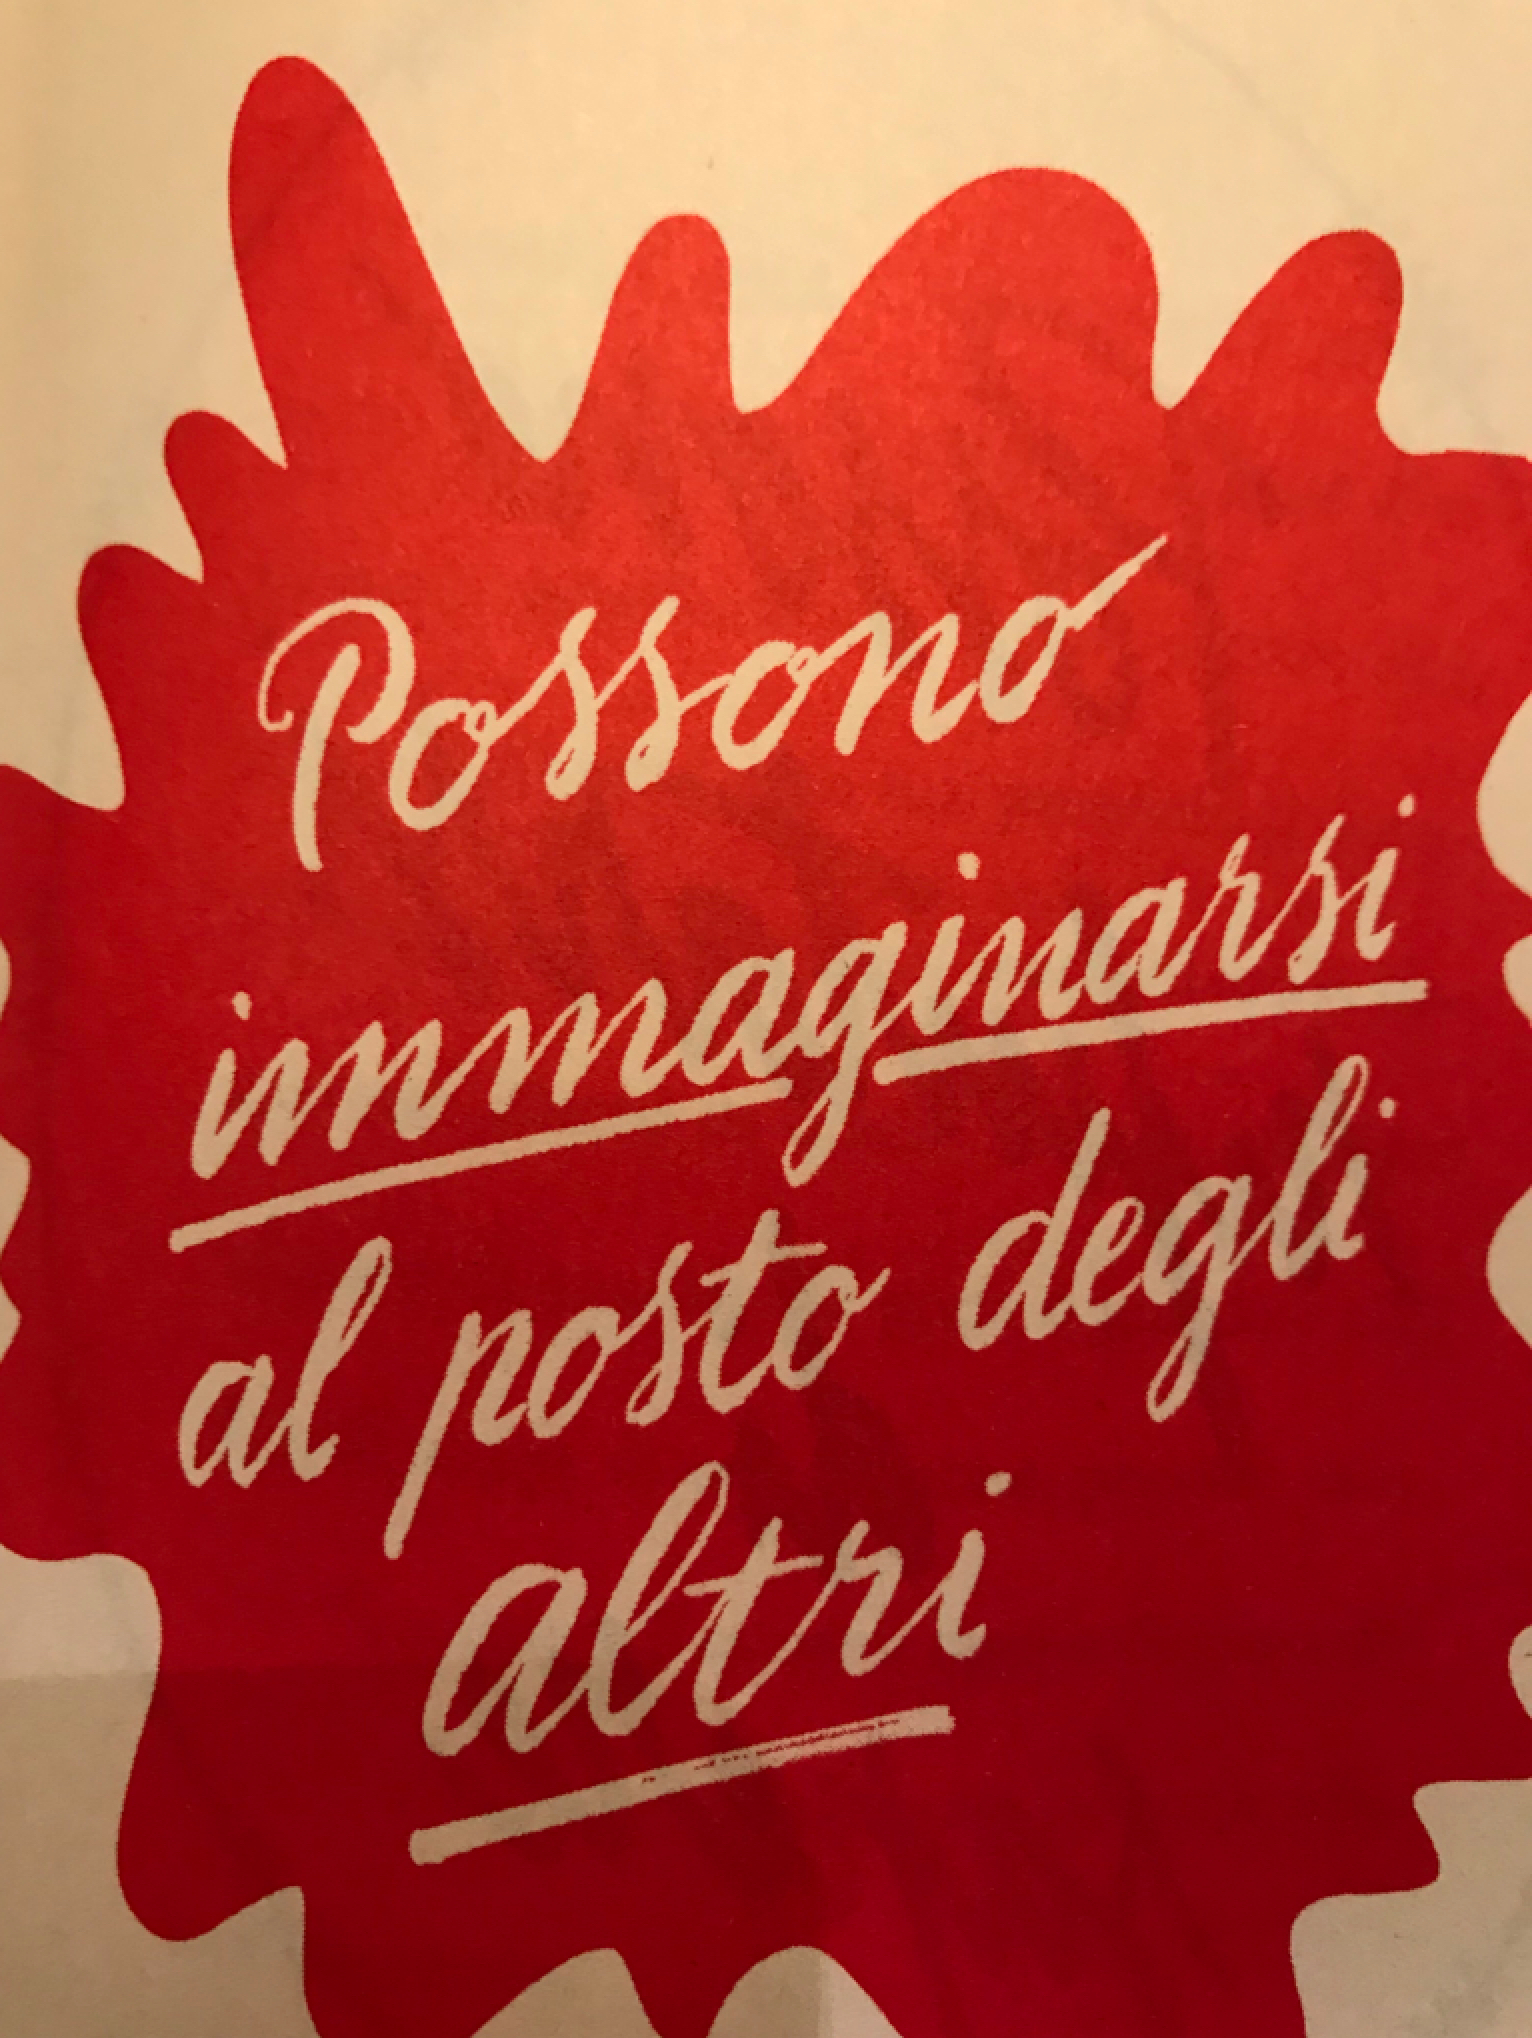 Possono
immaginarsi
al posto degli
altri